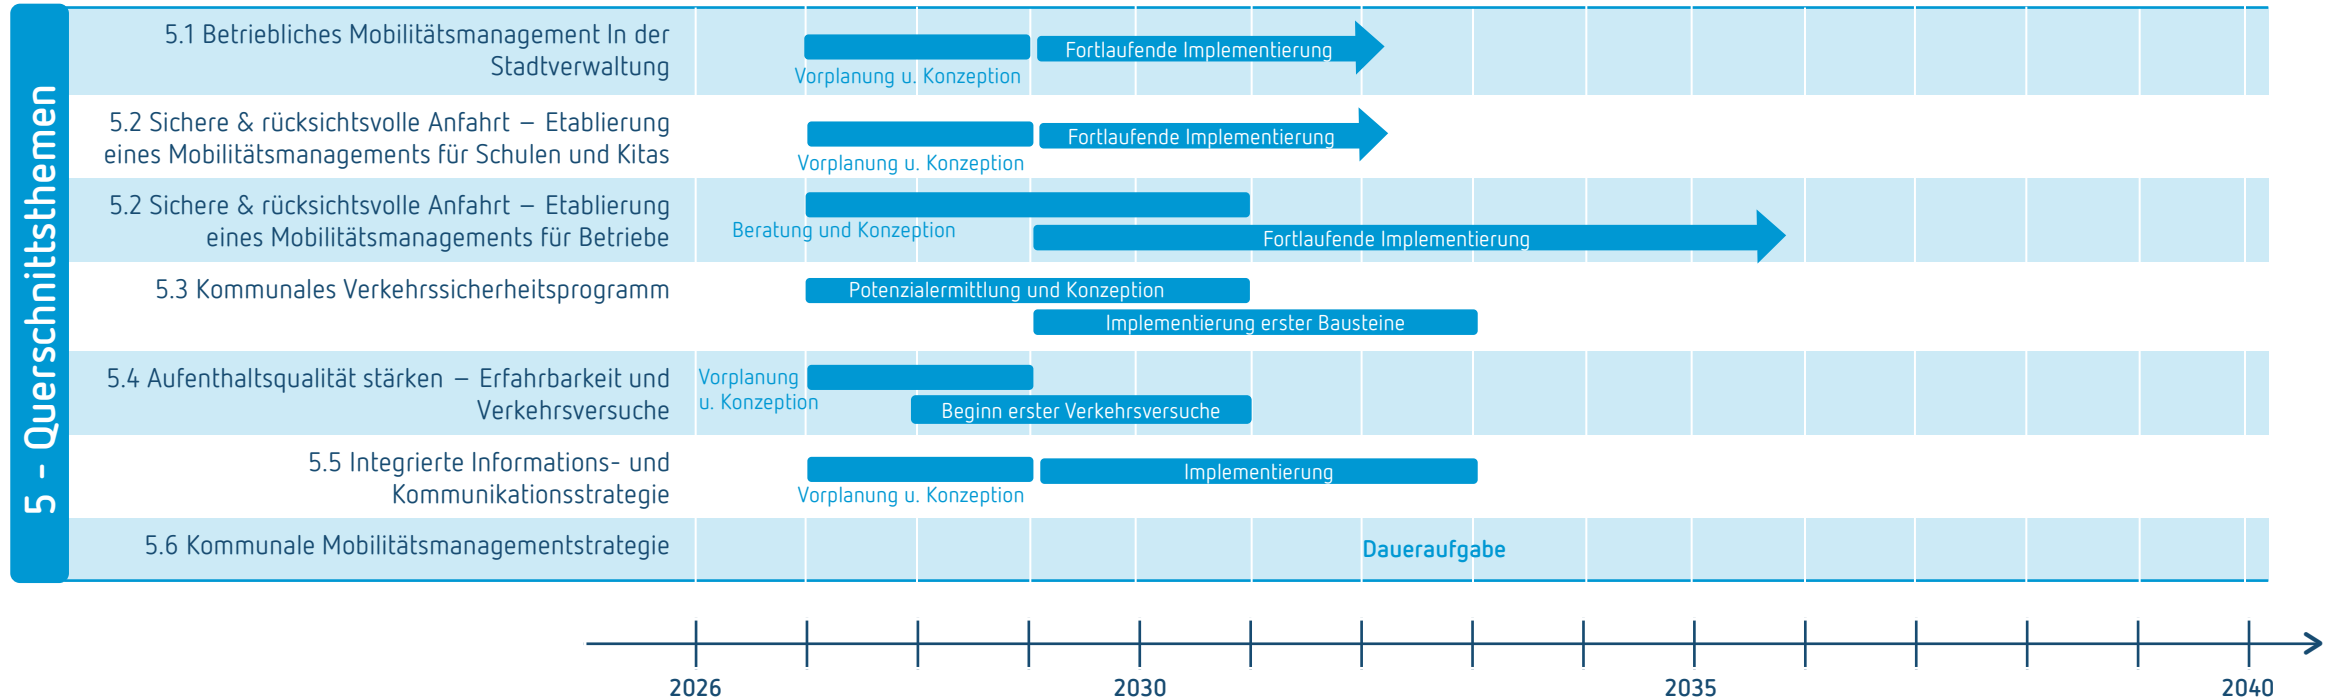 5 - Querschnittsthemen
5.1 Betriebliches Mobilitätsmanagement In der
Stadtverwaltung
Fortlaufende Implementierung
Vorplanung u. Konzeption
5.2 Sichere & rücksichtsvolle Anfahrt – Etablierung
eines Mobilitätsmanagements für Schulen und Kitas
Fortlaufende Implementierung
Vorplanung u. Konzeption
5.2 Sichere & rücksichtsvolle Anfahrt – Etablierung
eines Mobilitätsmanagements für Betriebe
Beratung und Konzeption
Fortlaufende Implementierung
5.3 Kommunales Verkehrssicherheitsprogramm
Potenzialermittlung und Konzeption
Implementierung erster Bausteine
5.4 Aufenthaltsqualität stärken – Erfahrbarkeit und
Verkehrsversuche
Vorplanung
u. Konzeption
Beginn erster Verkehrsversuche
5.5 Integrierte Informations- und
Kommunikationsstrategie
Implementierung
Vorplanung u. Konzeption
5.6 Kommunale Mobilitätsmanagementstrategie
Daueraufgabe
2026
2030
2035
2040